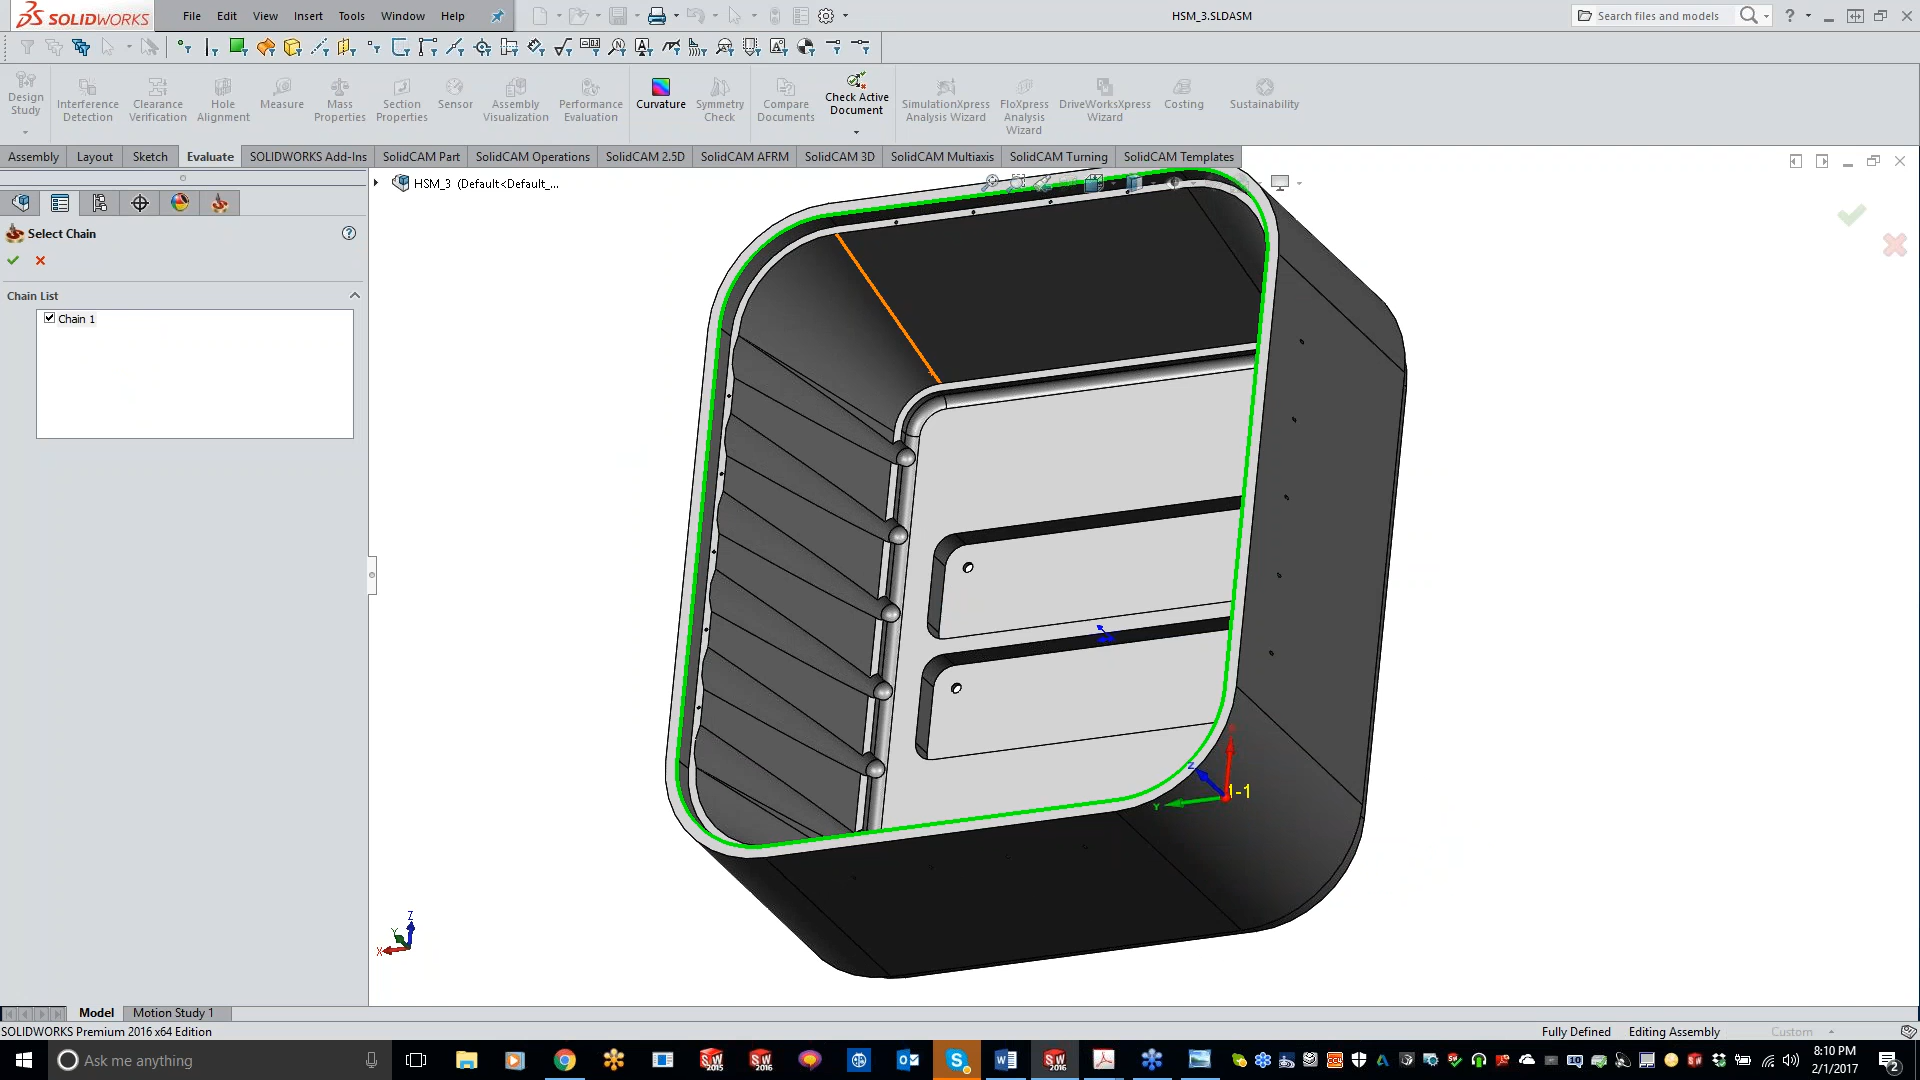 SOLIDWORKS
File Edit View Insert Tools Window Help
HSM_3.SLDASM
Search files and models
Design Study
Interference Detection
Clearance Verification
Hole Alignment
Measure
Mass Properties
Section Properties
Sensor
Assembly Visualization
Performance Evaluation
Curvature
Symmetry Check
Compare Documents
Check Active Document
SimulationXpress Analysis Wizard
FloXpress Analysis Wizard
DriveWorksXpress Wizard
Costing
Sustainability
Assembly Layout Sketch Evaluate SOLIDWORKS Add-Ins SolidCAM Part SolidCAM Operations SolidCAM 2.5D SolidCAM AFRM SolidCAM 3D SolidCAM Multiaxis SolidCAM Turning SolidCAM Templates
HSM_3 (Default<Default_...
Select Chain
Chain List
Chain 1
Z
Y
1-1
Z
Y
X
Model Motion Study 1
SOLIDWORKS Premium 2016 x64 Edition
Fully Defined Editing Assembly Custom
Ask me anything
8:10 PM
2/1/2017